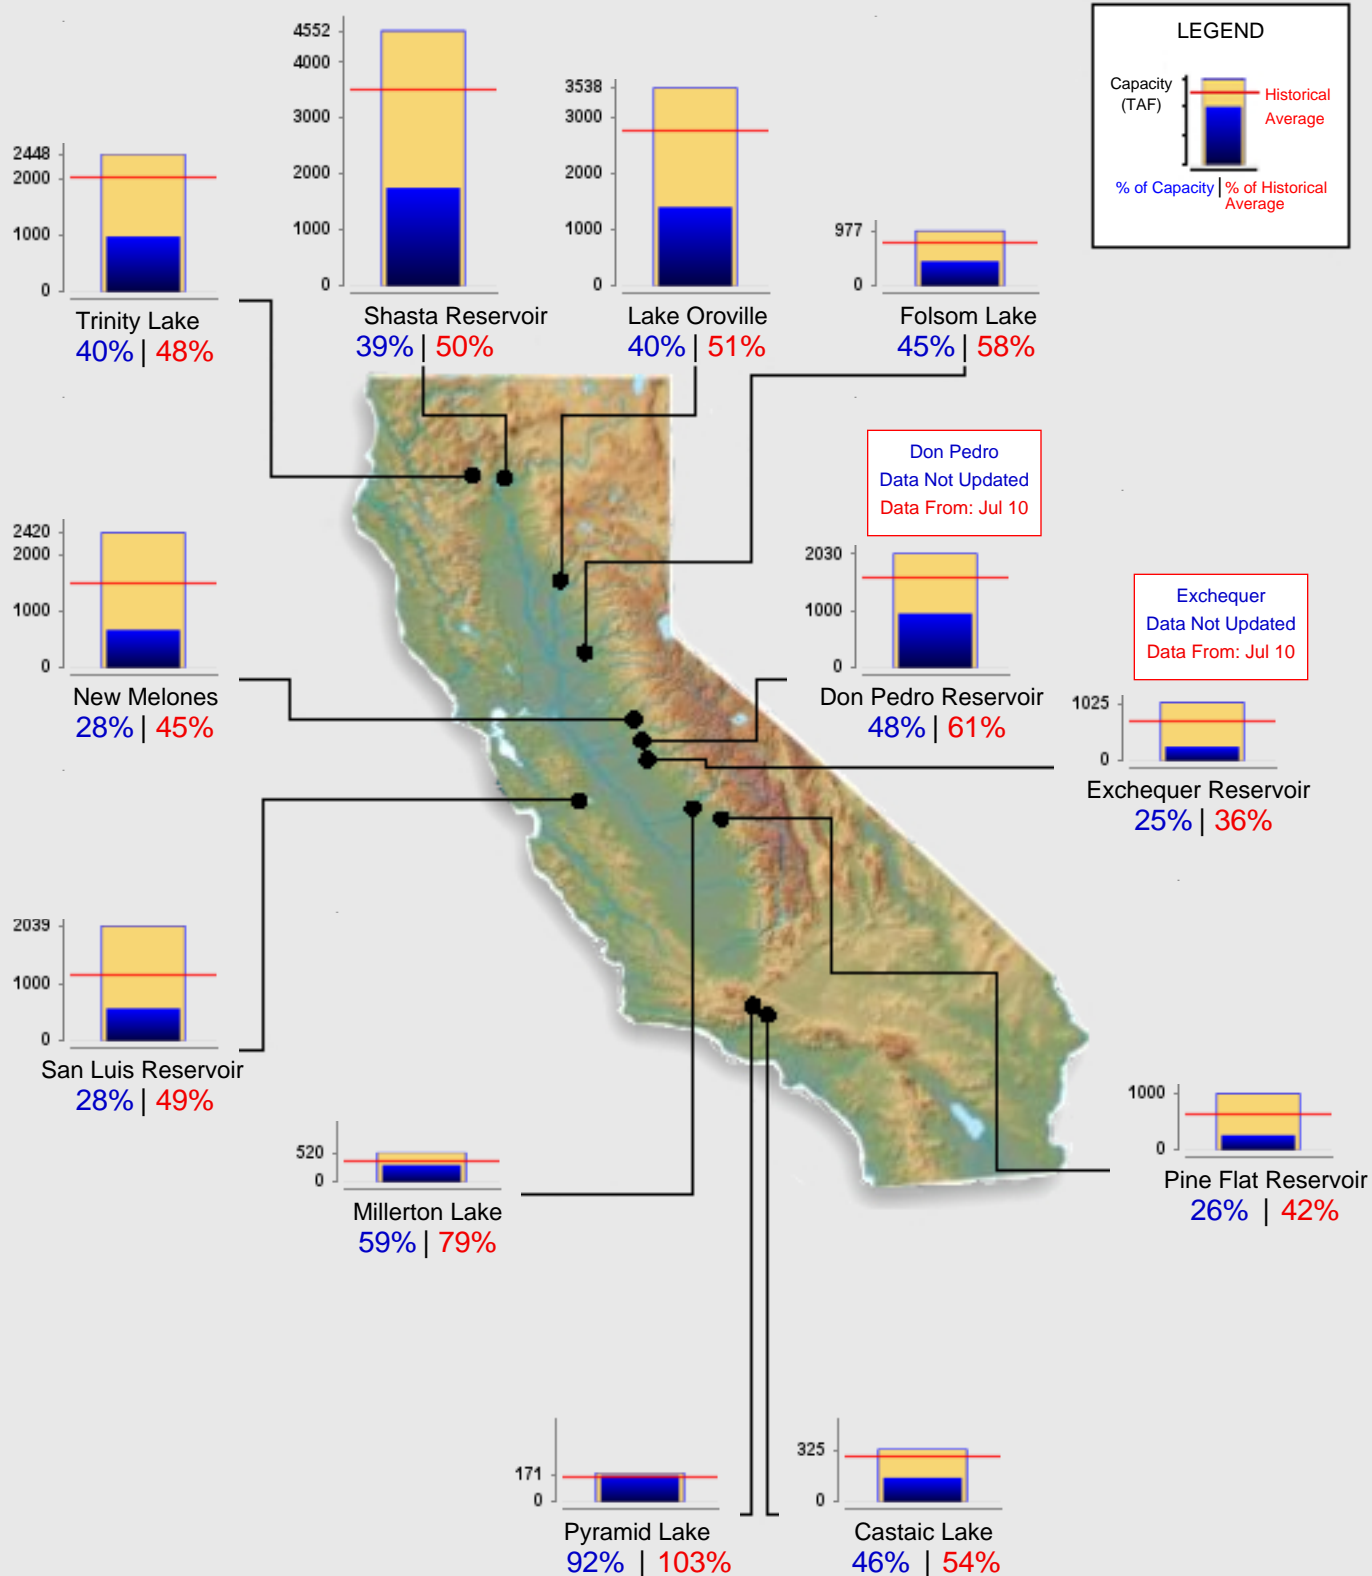 LEGEND
Capacity
(TAF)
Historical
Average
% of Capacity | % of Historical
Average
4552
4000
3000
2000
1000
0
Shasta Reservoir
39% | 50%
3538
3000
2000
1000
0
Lake Oroville
40% | 51%
2448
2000
1000
0
Trinity Lake
40% | 48%
977
0
Folsom Lake
45% | 58%
Don Pedro
Data Not Updated
Data From: Jul 10
2030
1000
0
Don Pedro Reservoir
48% | 61%
2420
2000
1000
0
New Melones
28% | 45%
Exchequer
Data Not Updated
Data From: Jul 10
1025
0
Exchequer Reservoir
25% | 36%
2039
1000
0
San Luis Reservoir
28% | 49%
520
0
Millerton Lake
59% | 79%
1000
0
Pine Flat Reservoir
26% | 42%
171
0
Pyramid Lake
92% | 103%
325
0
Castaic Lake
46% | 54%